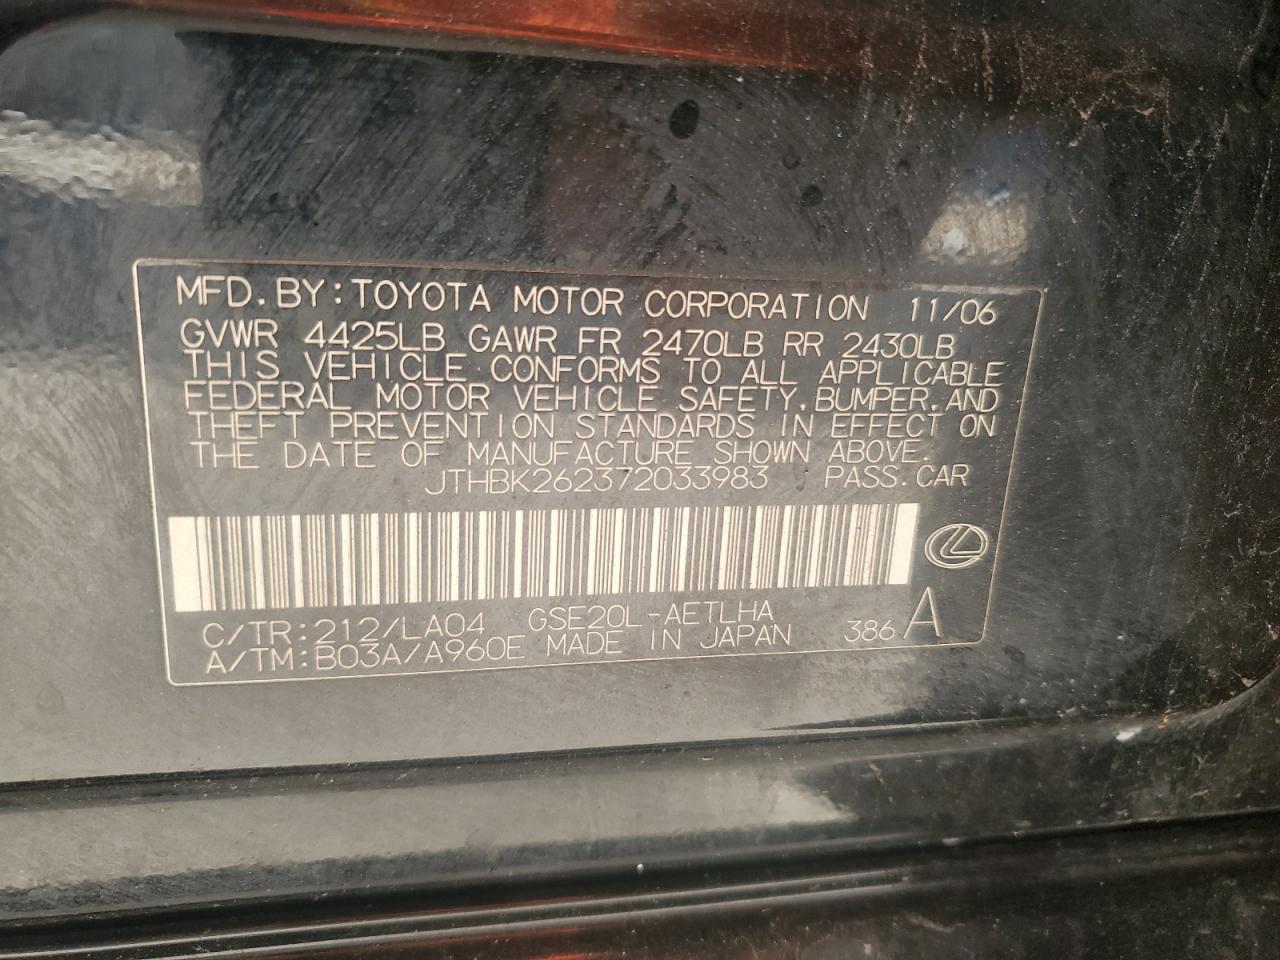 MFD. BY: TOYOTA MOTOR CORPORATION 11/06
GVWR 4425LB GAWR FR 2470LB RR 2430LB
THIS VEHICLE CONFORMS TO ALL APPLICABLE
FEDERAL MOTOR VEHICLE SAFETY, BUMPER, AND
THEFT PREVENTION STANDARDS IN EFFECT ON
THE DATE OF MANUFACTURE SHOWN ABOVE.
JTHBK262372033983 PASS. CAR
C/TR: 212/LA04 GSE20L-AETLHA
A/TM: B03A/A960E MADE IN JAPAN 386 A